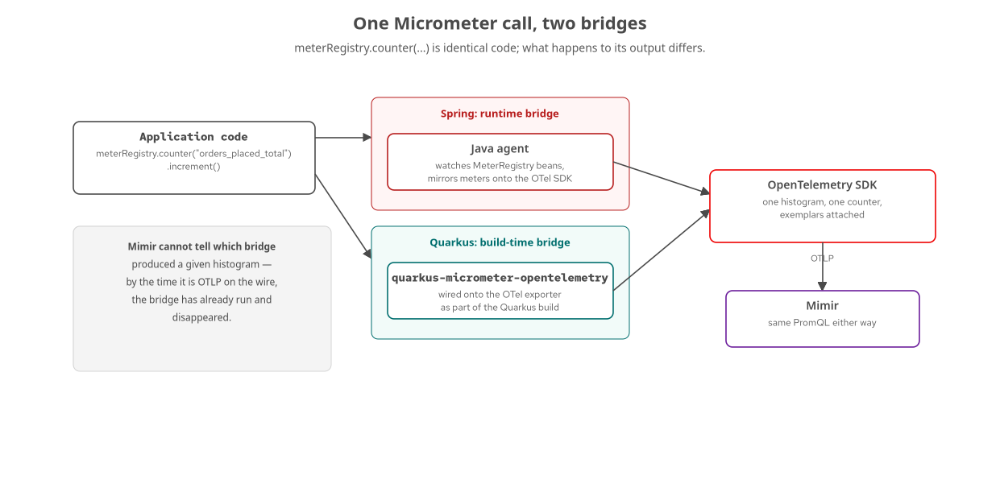 One Micrometer call, two bridges
meterRegistry.counter(...) is identical code; what happens to its output differs.
Application code
meterRegistry.counter("orders_placed_total")
.increment()
Mimir cannot tell which bridge
produced a given histogram —
by the time it is OTLP on the wire,
the bridge has already run and
disappeared.
Spring: runtime bridge
Java agent
watches MeterRegistry beans,
mirrors meters onto the OTel SDK
Quarkus: build-time bridge
quarkus-micrometer-opentelemetry
wired onto the OTel exporter
as part of the Quarkus build
OpenTelemetry SDK
one histogram, one counter,
exemplars attached
OTLP
Mimir
same PromQL either way